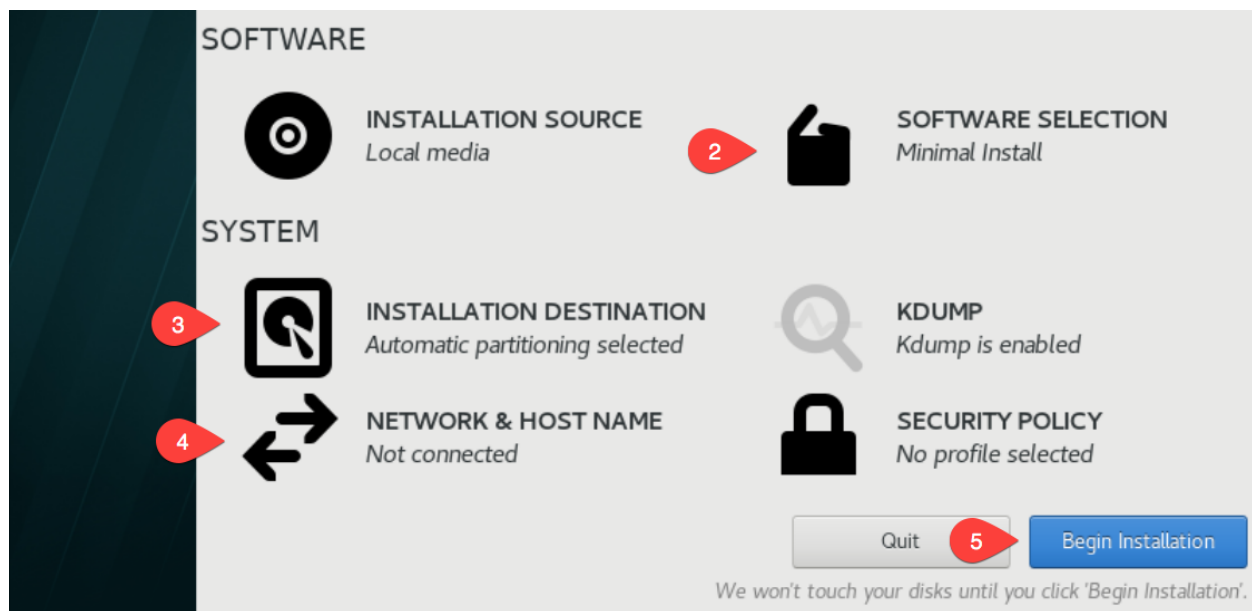 SOFTWARE
INSTALLATION SOURCE
Local media
2
SOFTWARE SELECTION
Minimal Install
SYSTEM
3
INSTALLATION DESTINATION
Automatic partitioning selected
KDUMP
Kdump is enabled
4
NETWORK & HOST NAME
Not connected
SECURITY POLICY
No profile selected
Quit
5
Begin Installation
We won't touch your disks until you click 'Begin Installation'.